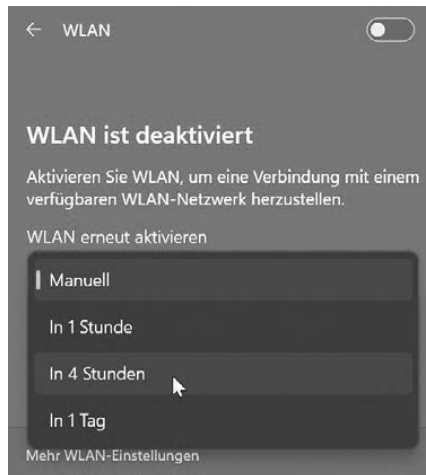 WLAN
WLAN ist deaktiviert
Aktivieren Sie WLAN, um eine Verbindung mit einem
verfügbaren WLAN-Netzwerk herzustellen.
WLAN erneut aktivieren
Manuell
In 1 Stunde
In 4 Stunden
In 1 Tag
Mehr WLAN-Einstellungen